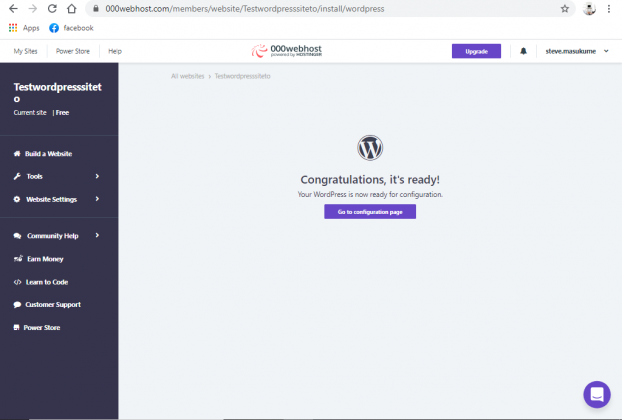 000webhost.com/members/website/Testwordpresssiteto/install/wordpress
Apps facebook
My Sites Power Store Help 000webhost Upgrade steve.masukume
powered by HOSTINGER
All websites > Testwordpresssiteto
Testwordpresssitet
o
Current site | Free
Build a Website
Tools
Website Settings
Community Help
Earn Money
Learn to Code
Customer Support
Power Store
Congratulations, it's ready!
Your WordPress is now ready for configuration.
Go to configuration page